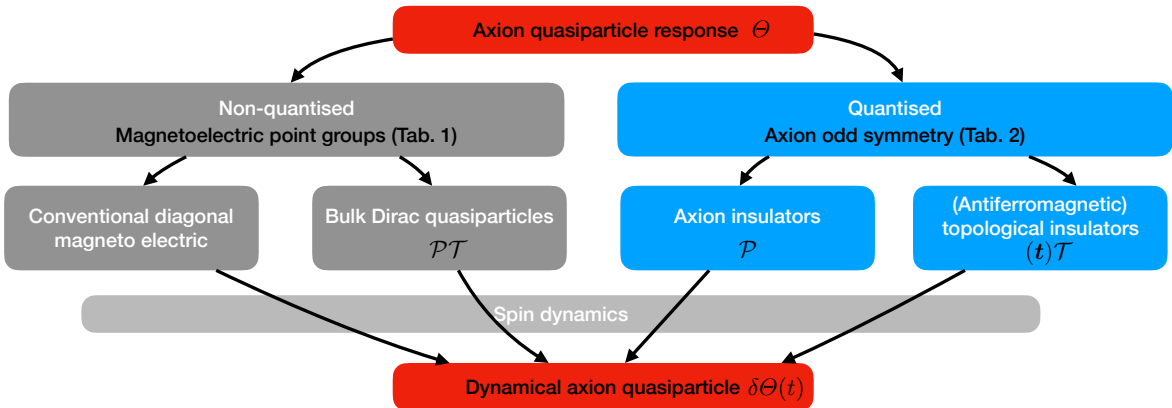 Axion quasiparticle response Θ
Non-quantised
Magnetoelectric point groups (Tab. 1)
Quantised
Axion odd symmetry (Tab. 2)
Conventional diagonal
magneto electric
Bulk Dirac quasiparticles
𝒫𝒯
Axion insulators
𝒫
(Antiferromagnetic)
topological insulators
(𝒕)𝒯
Spin dynamics
Dynamical axion quasiparticle δΘ(t)